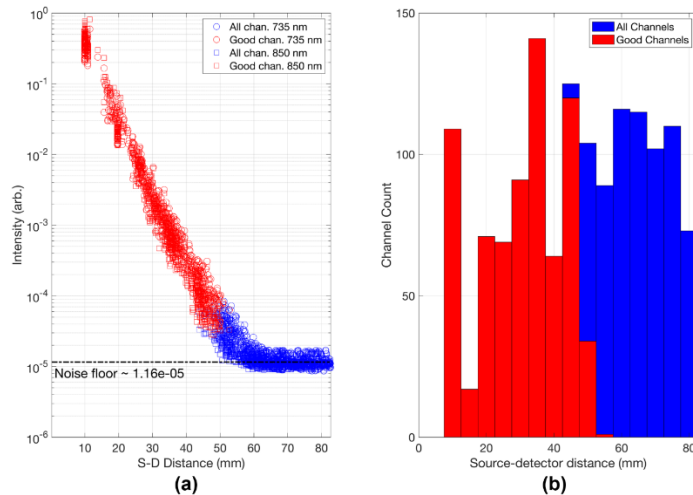 All chan. 735 nm
Good chan. 735 nm
All chan. 850 nm
Good chan. 850 nm
10^0
10^-1
10^-2
10^-3
10^-4
10^-5
10^-6
Intensity (arb.)
Noise floor ~ 1.16e-05
10 20 30 40 50 60 70 80
S-D Distance (mm)
(a)
All Channels
Good Channels
150
100
50
0
Channel Count
0 20 40 60 80
Source-detector distance (mm)
(b)